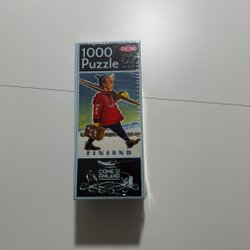 1000
Puzzle
FINLAND
COME TO
FINLAND